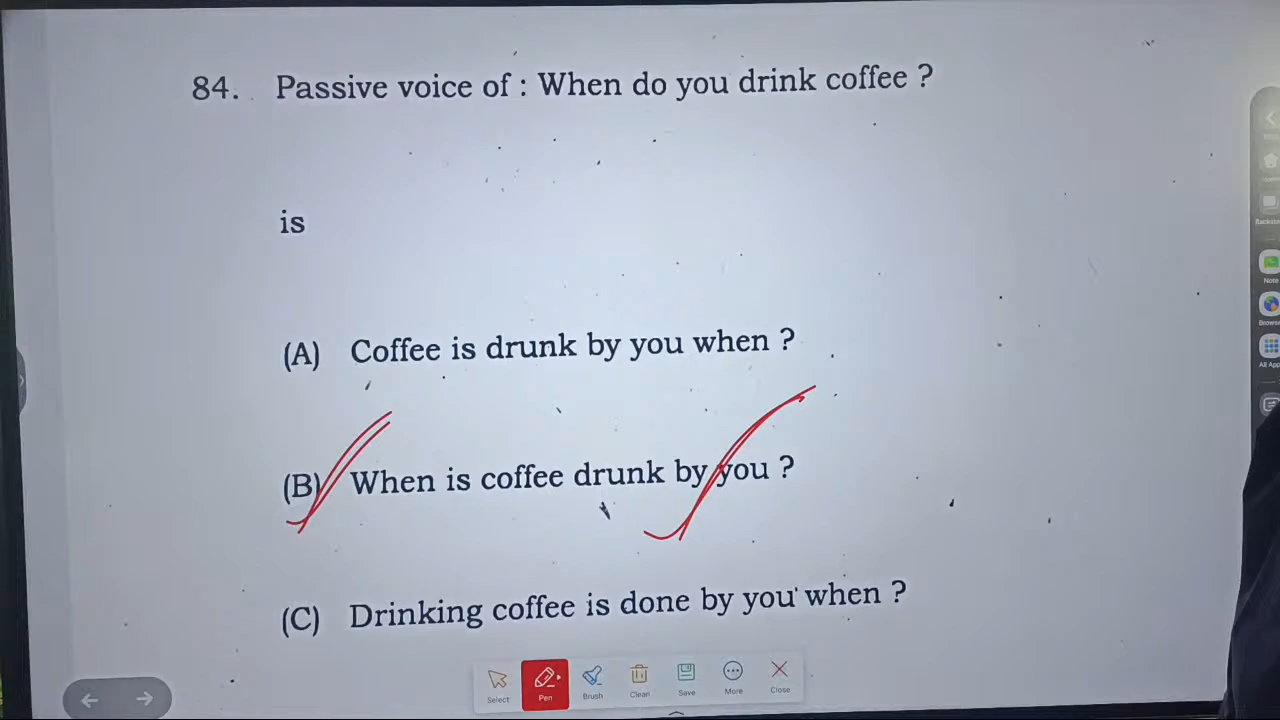 84. Passive voice of : When do you drink coffee ?
is
(A) Coffee is drunk by you when ?
(B) When is coffee drunk by you ?
(C) Drinking coffee is done by you when ?
Select Pen Brush Clean Save More Close
Note